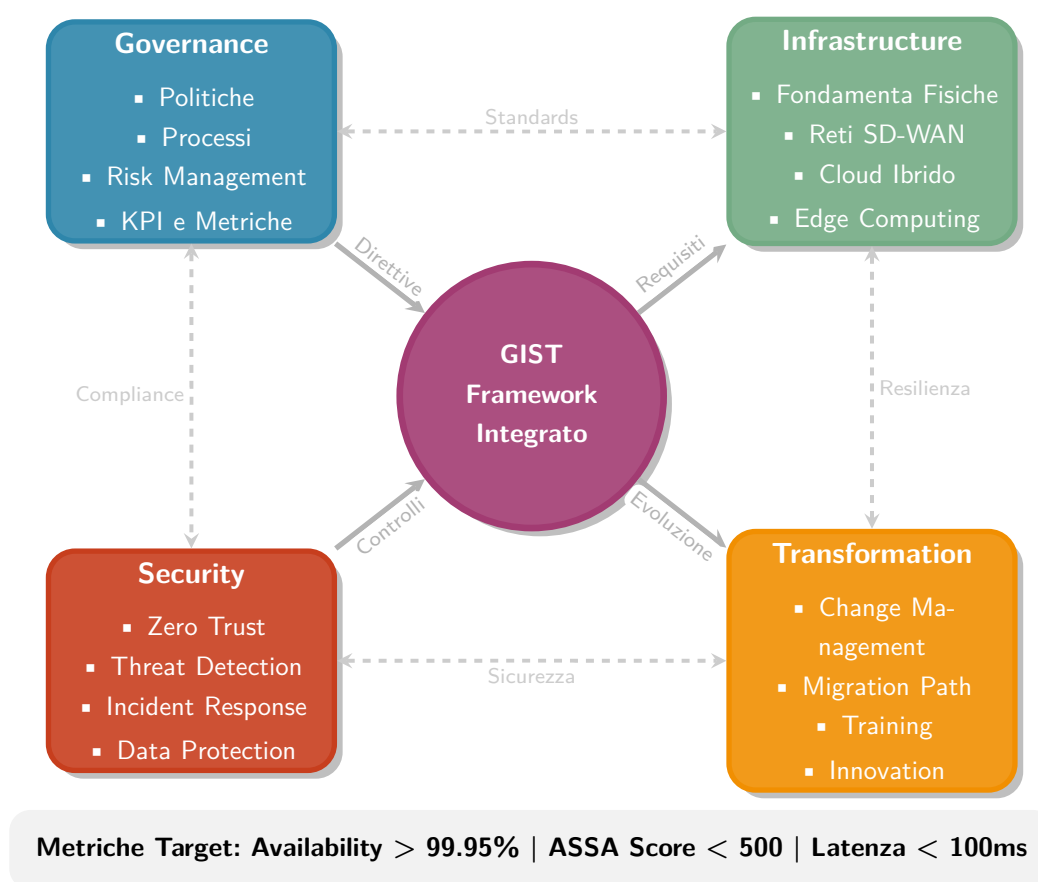 Governance
▪ Politiche
▪ Processi
▪ Risk Management
▪ KPI e Metriche
Standards
Infrastructure
▪ Fondamenta Fisiche
▪ Reti SD-WAN
▪ Cloud Ibrido
▪ Edge Computing
Direttive
Requisiti
GIST
Framework
Integrato
Compliance
Resilienza
Controlli
Evoluzione
Security
▪ Zero Trust
▪ Threat Detection
▪ Incident Response
▪ Data Protection
Sicurezza
Transformation
▪ Change Ma-
nagement
▪ Migration Path
▪ Training
▪ Innovation
Metriche Target: Availability > 99.95% | ASSA Score < 500 | Latenza < 100ms